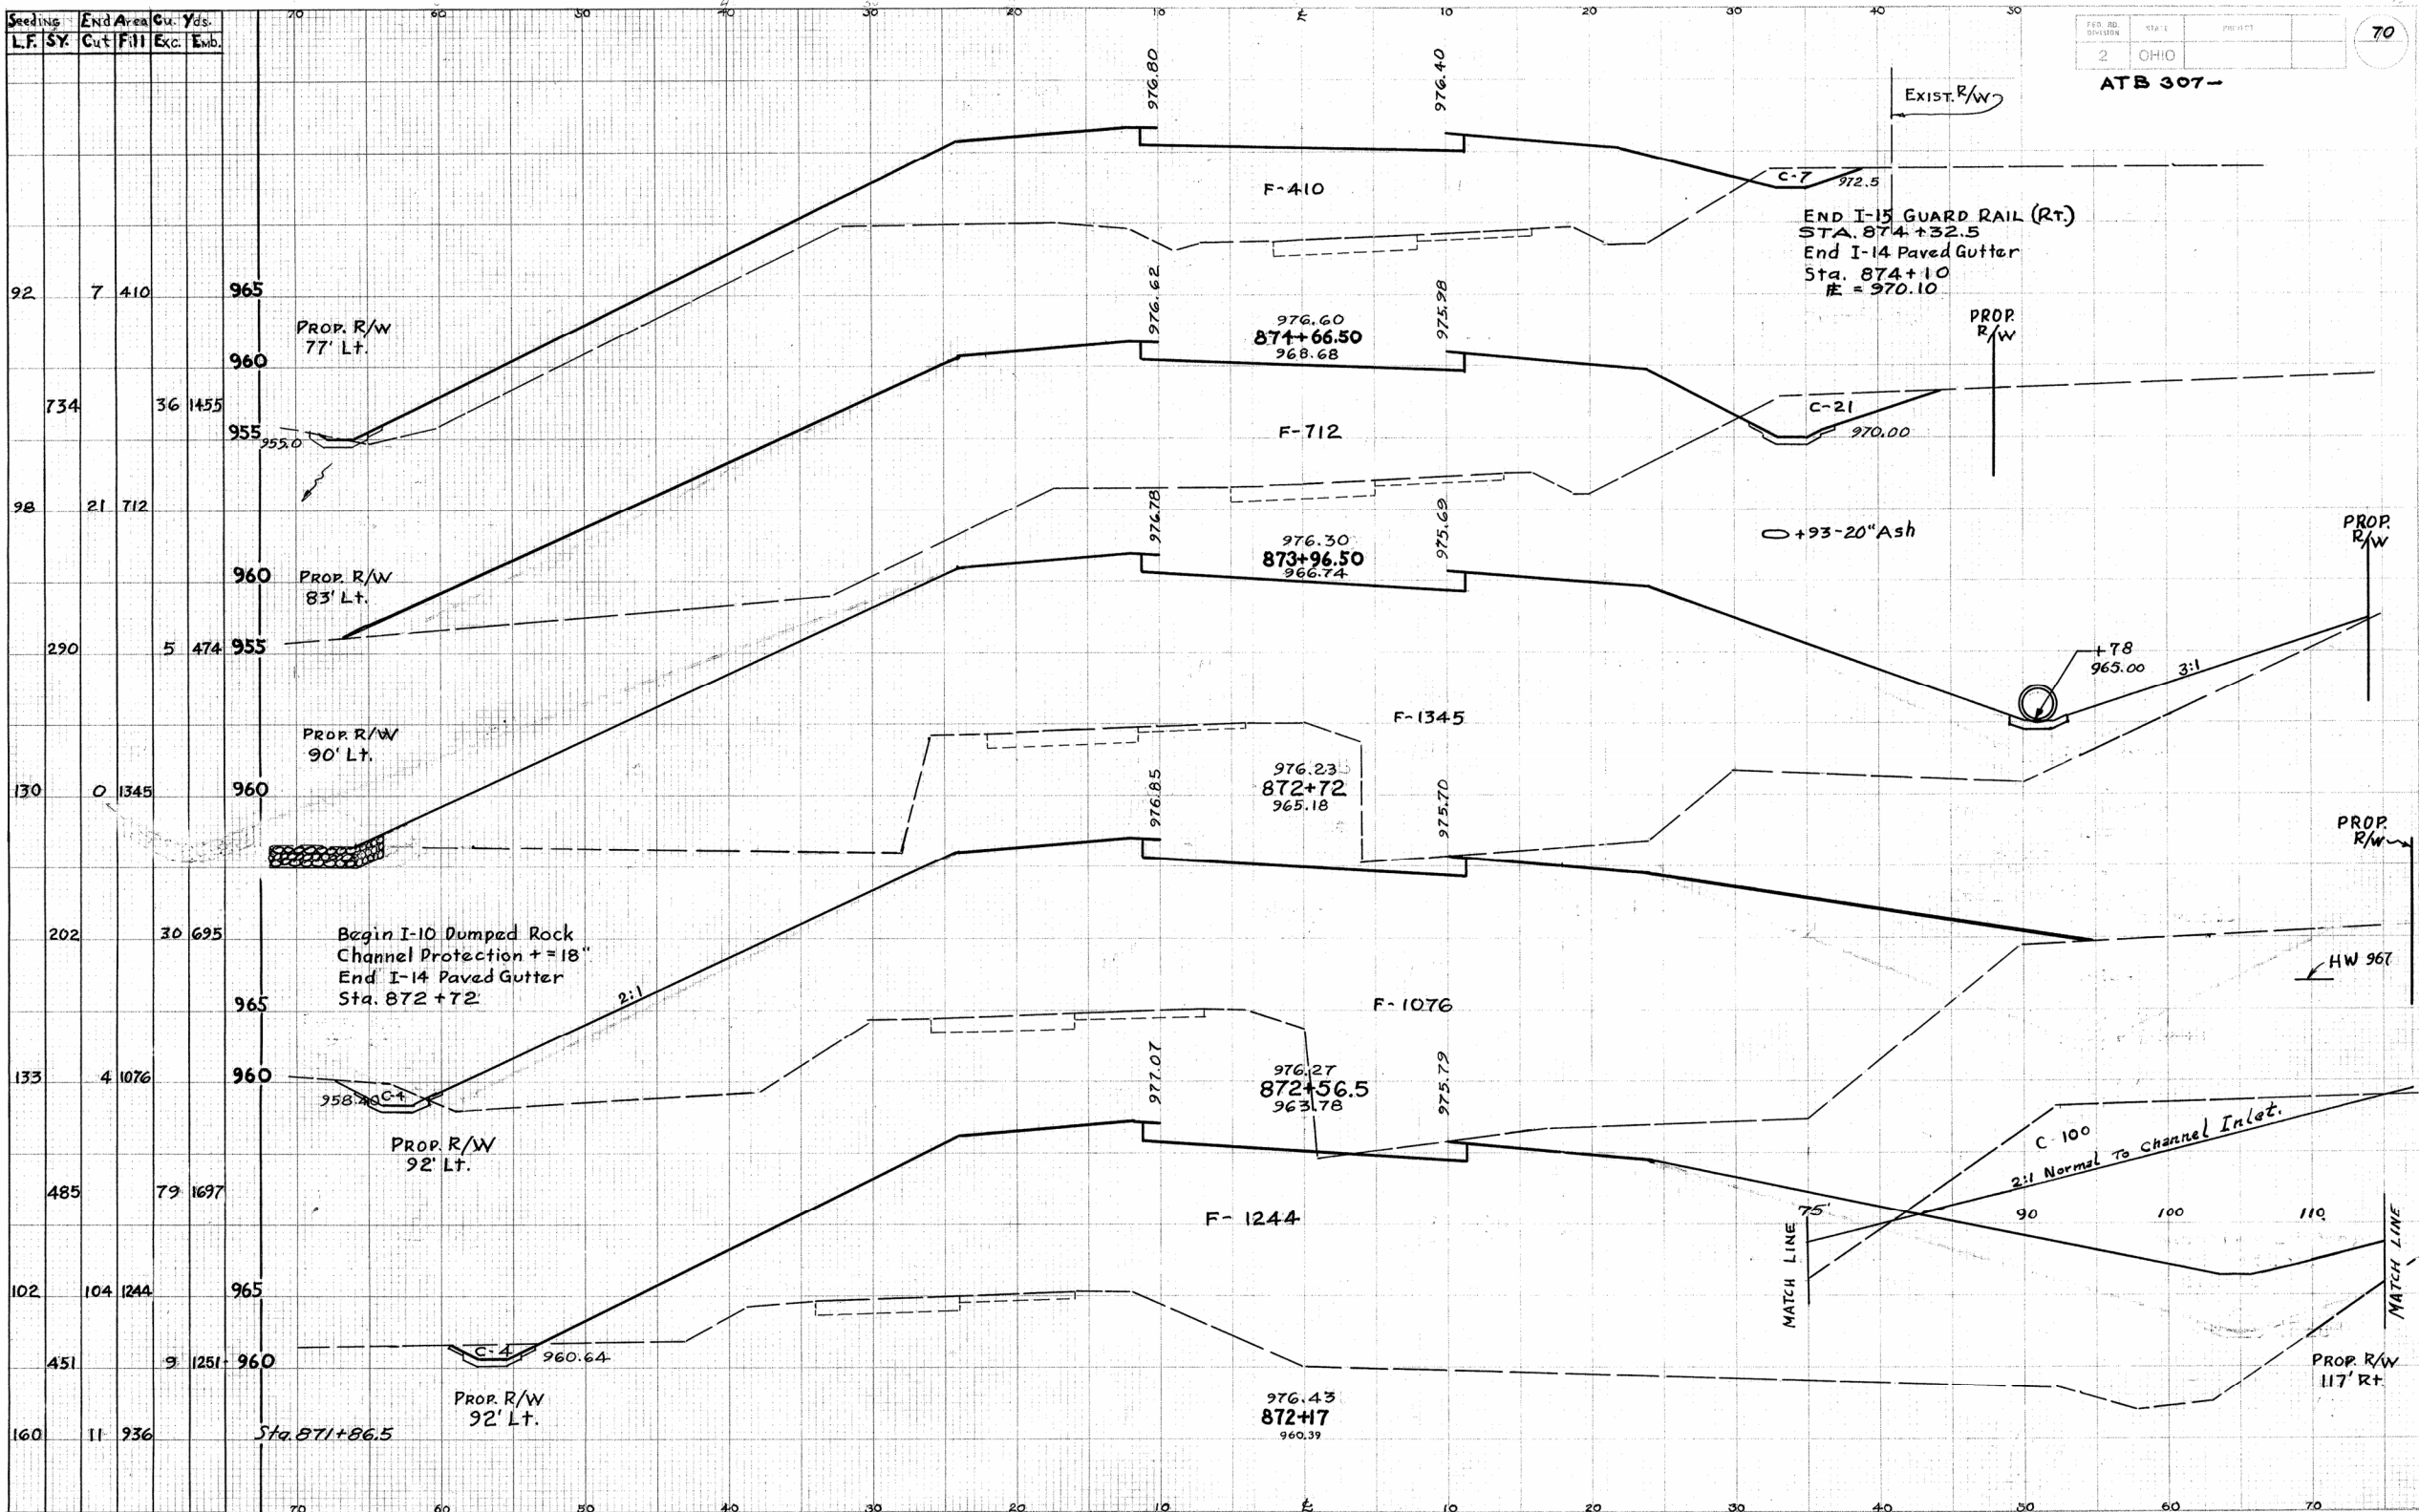 Seeding End Area Cu. Yds.
L.F. SY. Cut Fill Exc. Emb.
70 60 50 40 30 20 10 ℄ 10 20 30 40 50
FED. RD. DIVISION STATE PROJECT
2 OHIO
70
ATB 307-
976.80
976.40
EXIST. R/W
F-410
C-7 972.5
END I-15 GUARD RAIL (RT.)
STA. 874+32.5
End I-14 Paved Gutter
Sta. 874+10
℄ = 970.10
92 7 410
965
PROP. R/W
77' Lt.
960
976.62
975.98
976.60
874+66.50
968.68
PROP.
R/W
734 36 1455
955
955.0
F-712
C-21
970.00
98 21 712
976.78
975.69
976.30
873+96.50
966.74
+93-20"Ash
PROP.
R/W
960
PROP. R/W
83' Lt.
290 5 474
955
+78
965.00
3:1
F-1345
PROP. R/W
90' Lt.
130 0 1345
960
976.85
975.70
976.23
872+72
965.18
PROP.
R/W
202 30 695
Begin I-10 Dumped Rock
Channel Protection t = 18"
End I-14 Paved Gutter
Sta. 872+72
965
2:1
HW 967
F-1076
133 4 1076
960
958.40
C-4
977.07
975.79
976.27
872+56.5
963.78
PROP. R/W
92' Lt.
C-100
2:1 Normal To Channel Inlet.
485 79 1697
F-1244
75' 90 100 110
MATCH LINE
MATCH LINE
102 104 1244
965
451 9 1251
960
C-4
960.64
PROP. R/W
117' Rt.
PROP. R/W
92' Lt.
976.43
872+17
960.39
160 11 936
Sta. 871+86.5
70 60 50 40 30 20 10 ℄ 10 20 30 40 50 60 70